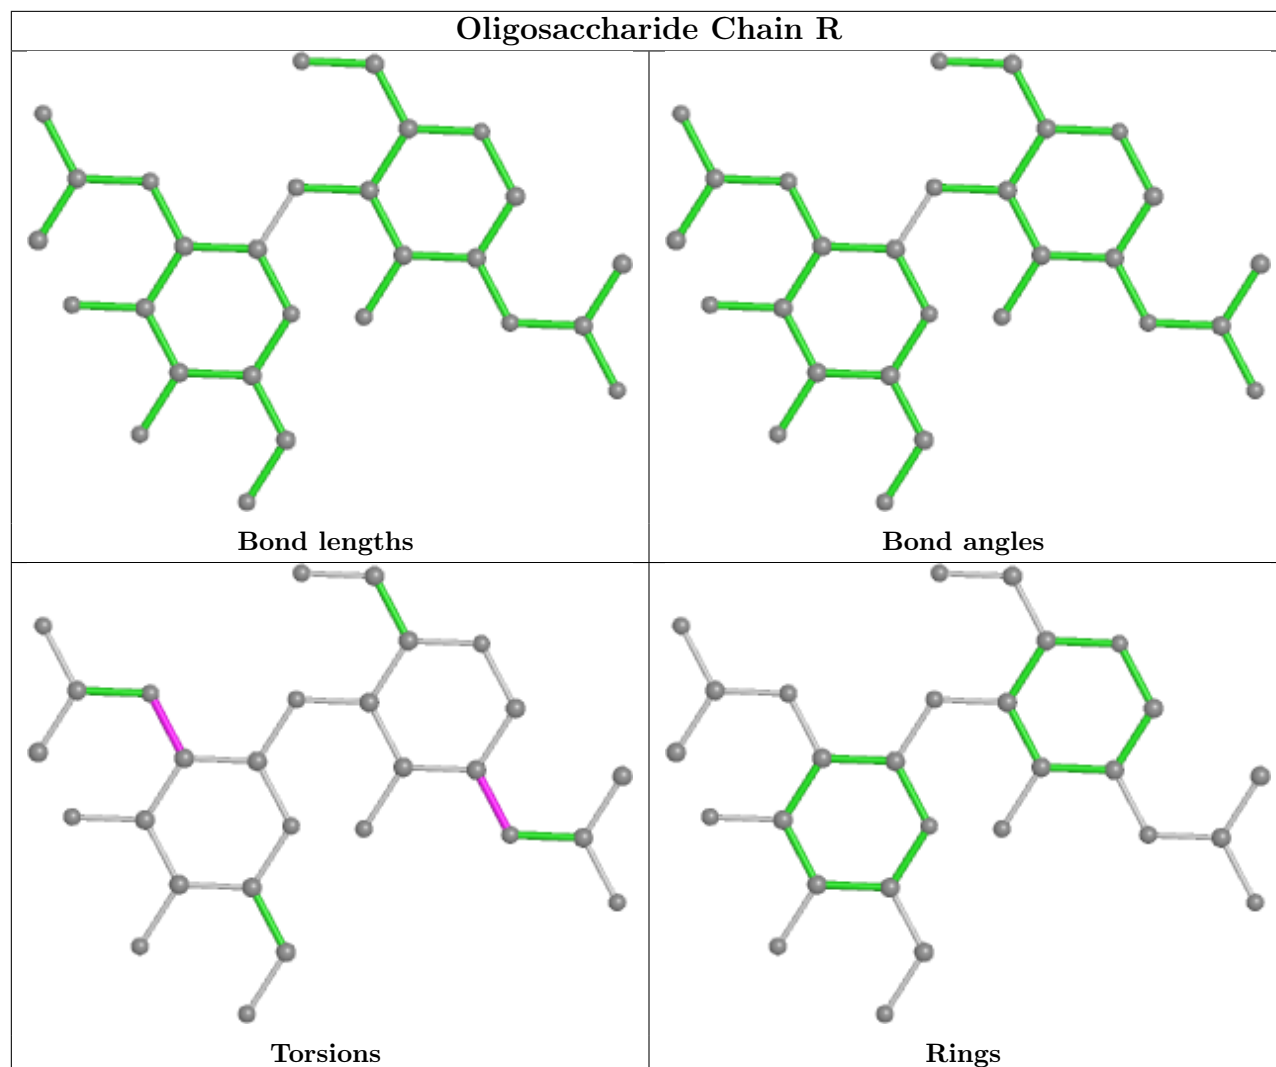 Oligosaccharide Chain R
Bond lengths
Bond angles
Torsions
Rings